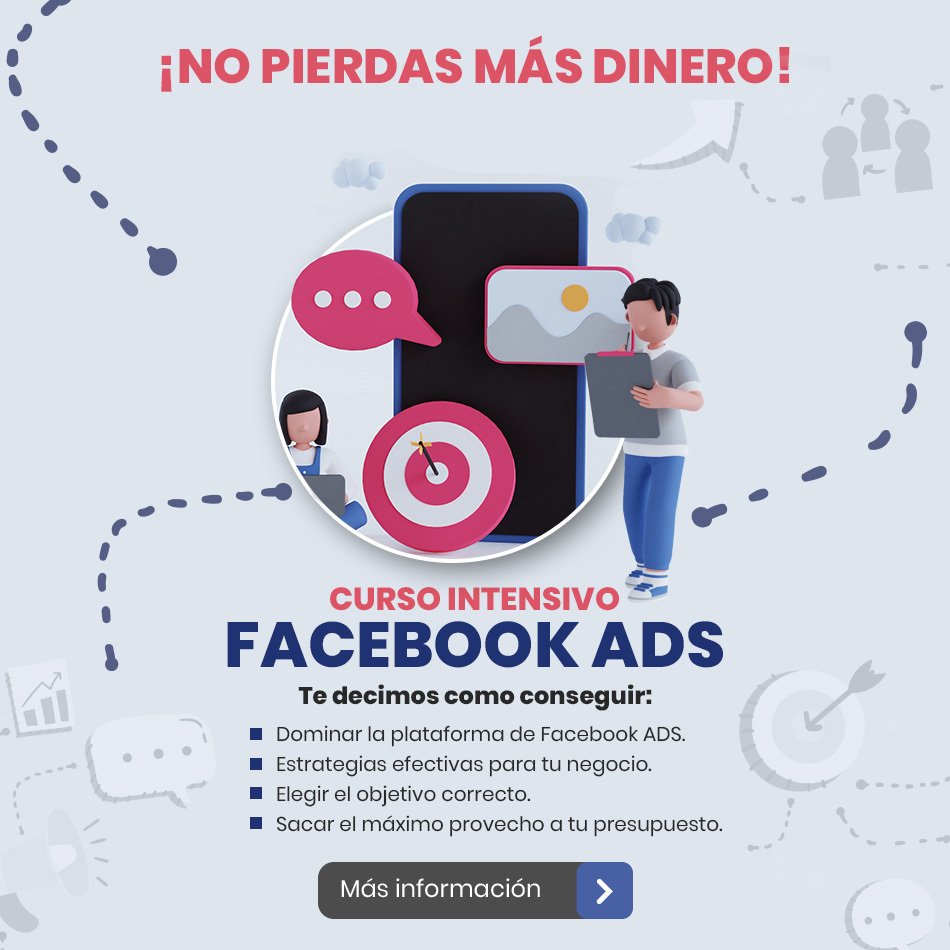 ¡NO PIERDAS MÁS DINERO!
CURSO INTENSIVO
FACEBOOK ADS
Te decimos como conseguir:
Dominar la plataforma de Facebook ADS.
Estrategias efectivas para tu negocio.
Elegir el objetivo correcto.
Sacar el máximo provecho a tu presupuesto.
Más información